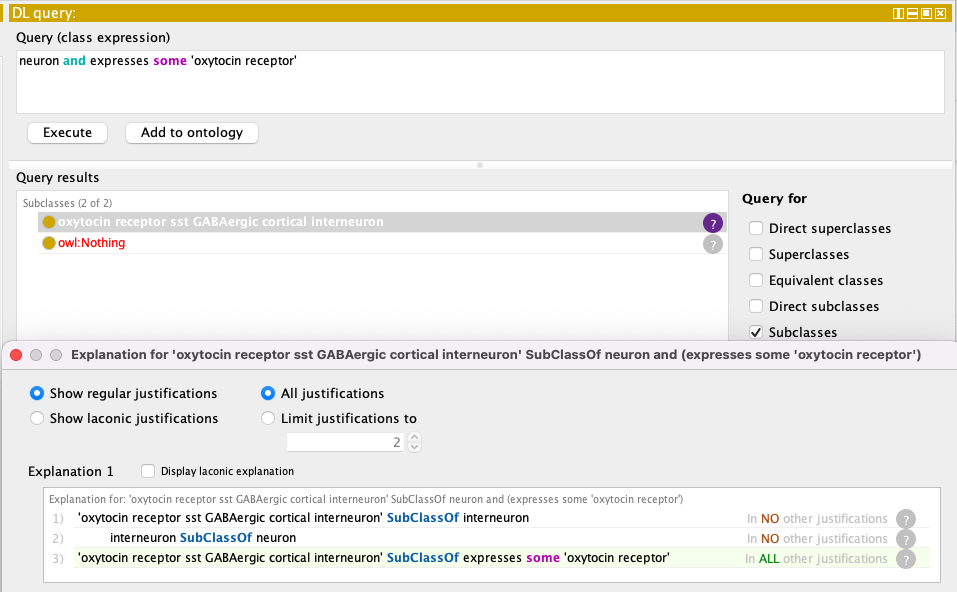 DL query:
Query (class expression)
neuron and expresses some 'oxytocin receptor'
Execute Add to ontology
Query results
Subclasses (2 of 2)
oxytocin receptor sst GABAergic cortical interneuron ?
owl:Nothing ?
Query for
Direct superclasses
Superclasses
Equivalent classes
Direct subclasses
Subclasses
Explanation for 'oxytocin receptor sst GABAergic cortical interneuron' SubClassOf neuron and (expresses some 'oxytocin receptor')
Show regular justifications All justifications
Show laconic justifications Limit justifications to
2
Explanation 1 Display laconic explanation
Explanation for: 'oxytocin receptor sst GABAergic cortical interneuron' SubClassOf neuron and (expresses some 'oxytocin receptor')
1) 'oxytocin receptor sst GABAergic cortical interneuron' SubClassOf interneuron In NO other justifications ?
2) interneuron SubClassOf neuron In NO other justifications ?
3) 'oxytocin receptor sst GABAergic cortical interneuron' SubClassOf expresses some 'oxytocin receptor' In ALL other justifications ?